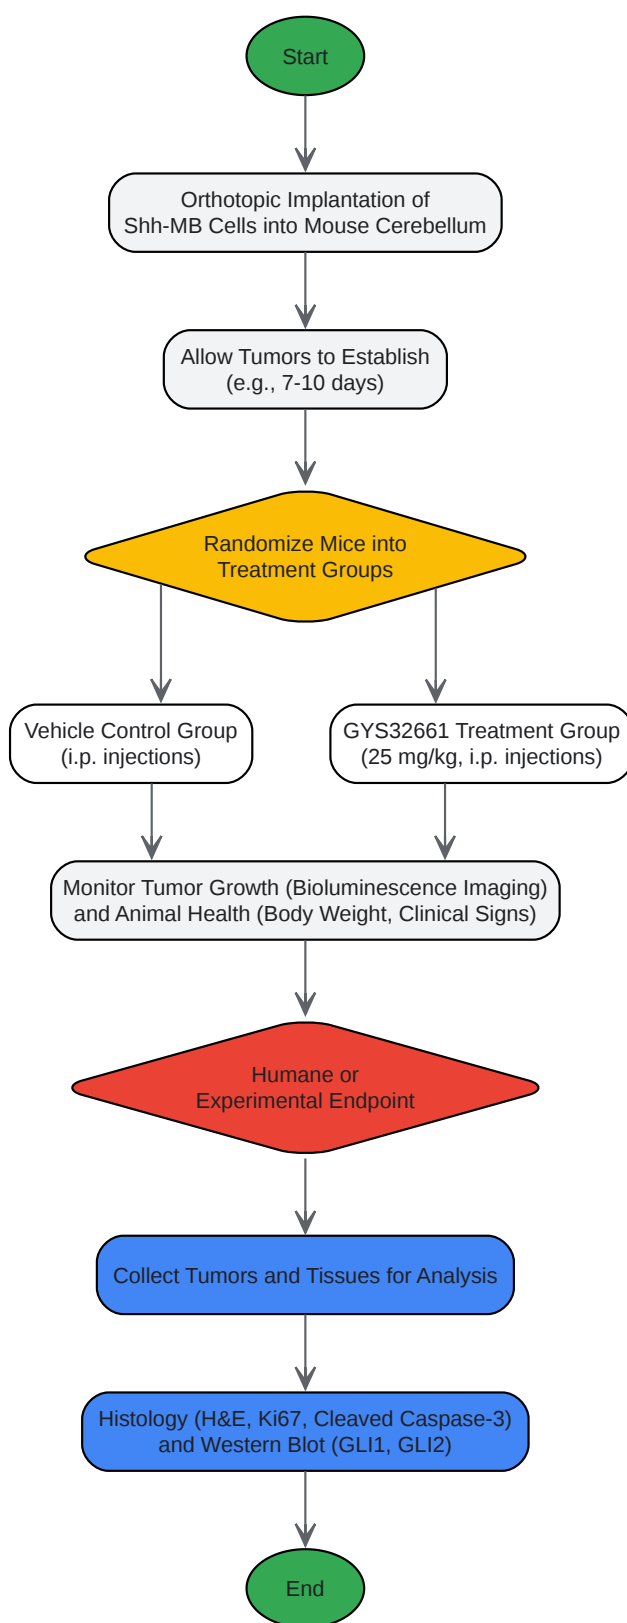 Start
Orthotopic Implantation of
Shh-MB Cells into Mouse Cerebellum
Allow Tumors to Establish
(e.g., 7-10 days)
Randomize Mice into
Treatment Groups
Vehicle Control Group
(i.p. injections)
GYS32661 Treatment Group
(25 mg/kg, i.p. injections)
Monitor Tumor Growth (Bioluminescence Imaging)
and Animal Health (Body Weight, Clinical Signs)
Humane or
Experimental Endpoint
Collect Tumors and Tissues for Analysis
Histology (H&E, Ki67, Cleaved Caspase-3)
and Western Blot (GLI1, GLI2)
End